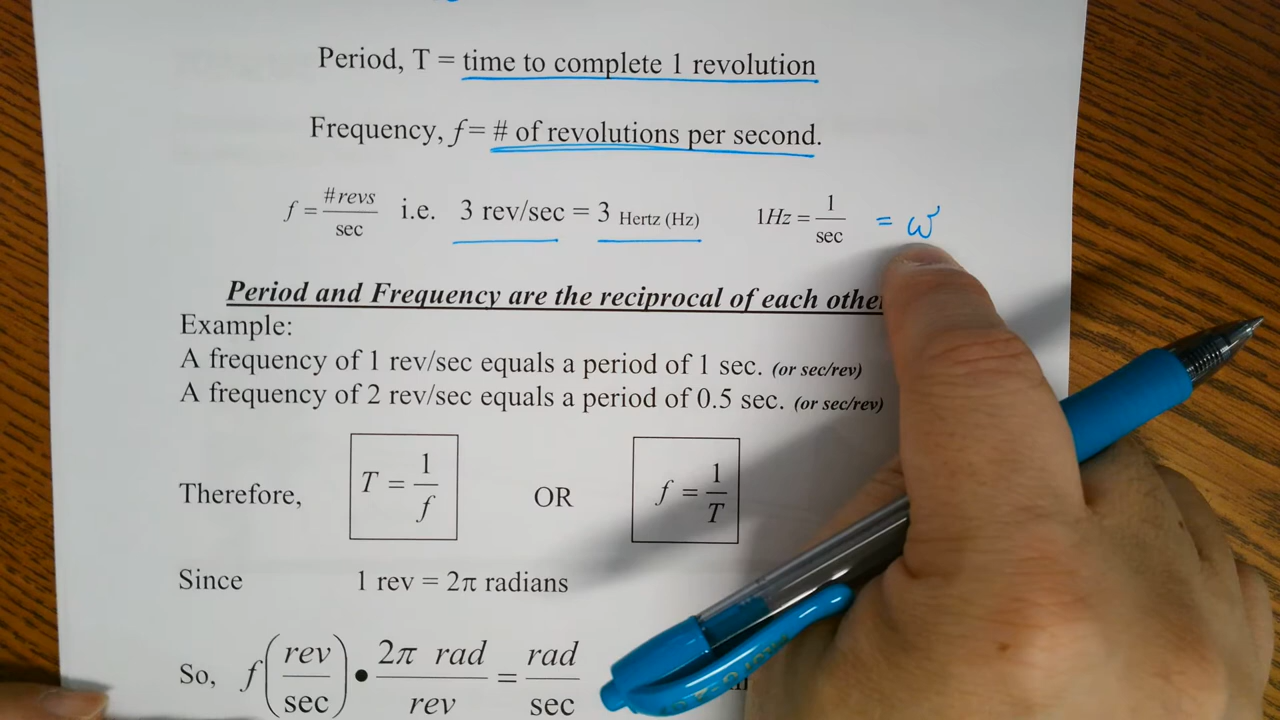 Period, T = time to complete 1 revolution
Frequency, f = # of revolutions per second.
f = #revs/sec i.e. 3 rev/sec = 3 Hertz (Hz) 1Hz = 1/sec = ω
Period and Frequency are the reciprocal of each othe
Example:
A frequency of 1 rev/sec equals a period of 1 sec. (or sec/rev)
A frequency of 2 rev/sec equals a period of 0.5 sec. (or sec/rev)
Therefore, T = 1/f OR f = 1/T
Since 1 rev = 2π radians
So, f(rev/sec) • 2π rad/rev = rad/sec